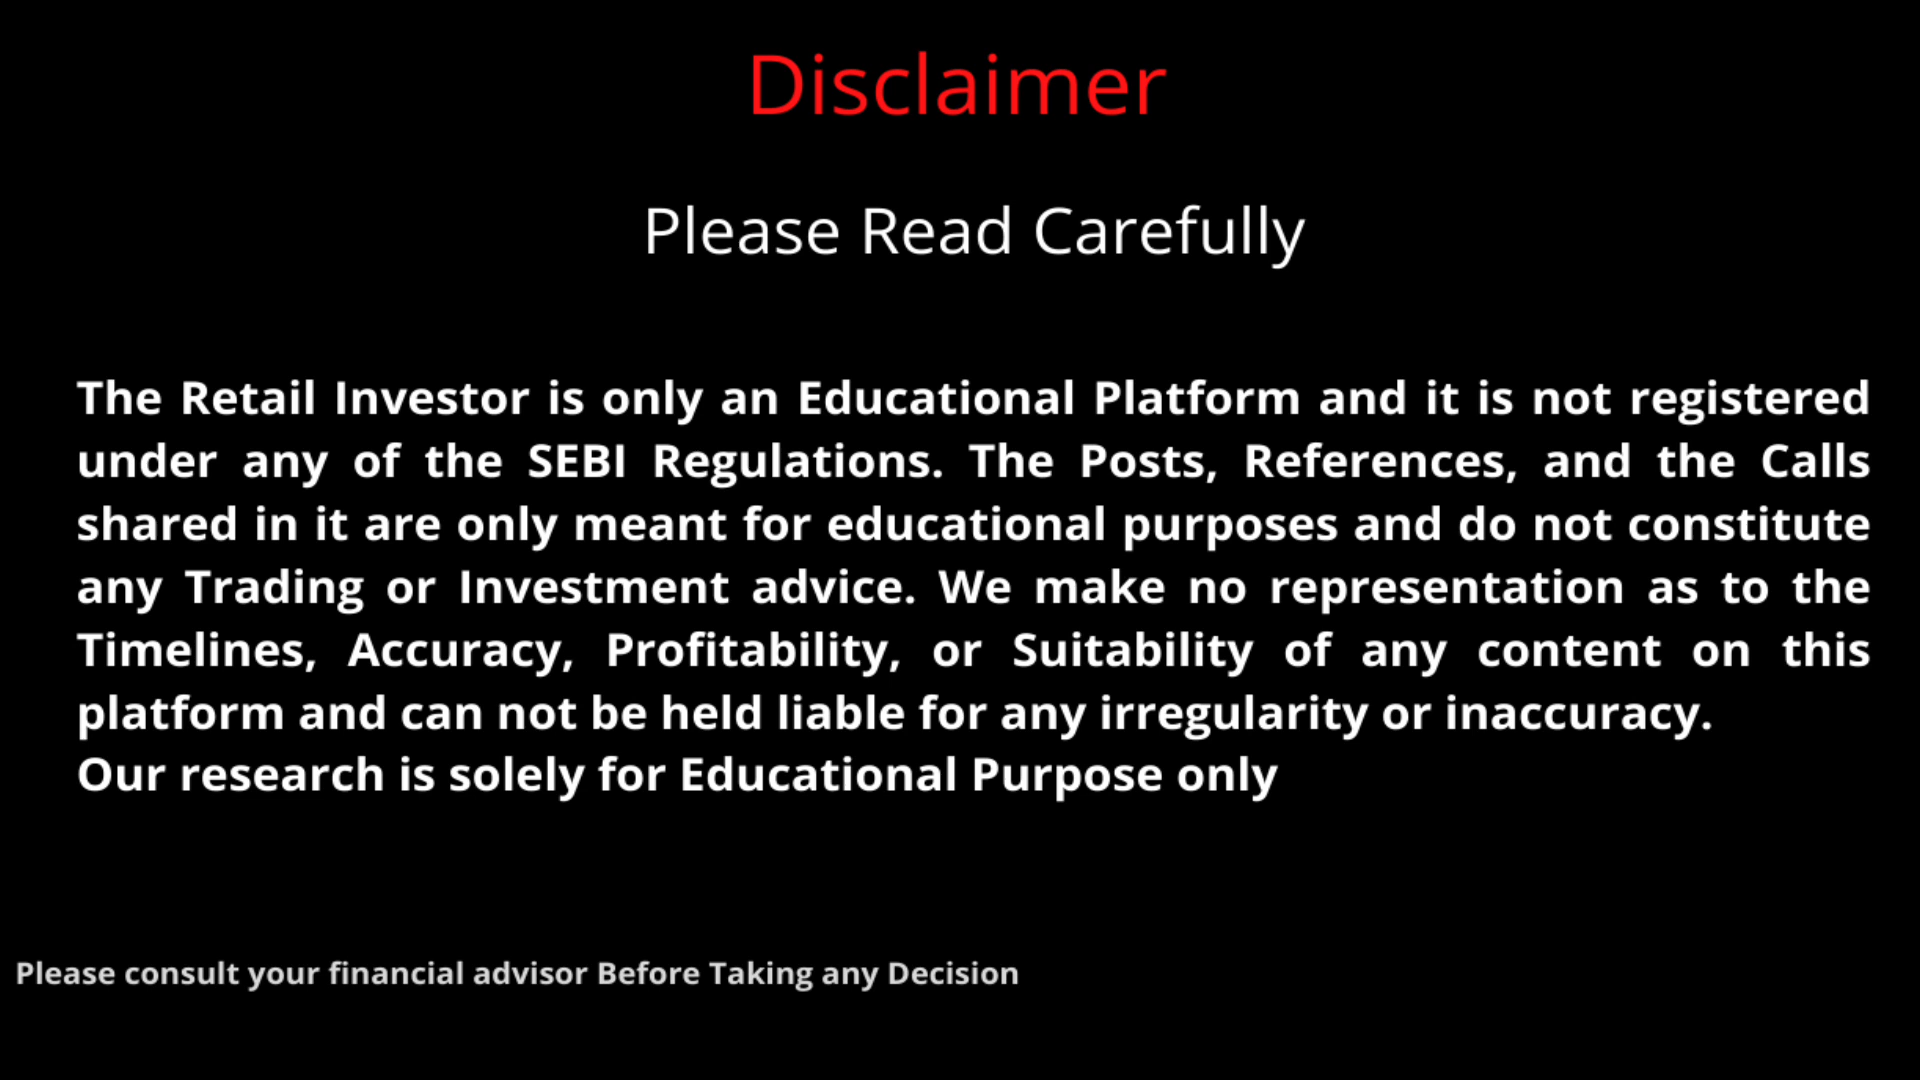 Disclaimer
Please Read Carefully
The Retail Investor is only an Educational Platform and it is not registered
under any of the SEBI Regulations. The Posts, References, and the Calls
shared in it are only meant for educational purposes and do not constitute
any Trading or Investment advice. We make no representation as to the
Timelines, Accuracy, Profitability, or Suitability of any content on this
platform and can not be held liable for any irregularity or inaccuracy.
Our research is solely for Educational Purpose only
Please consult your financial advisor Before Taking any Decision